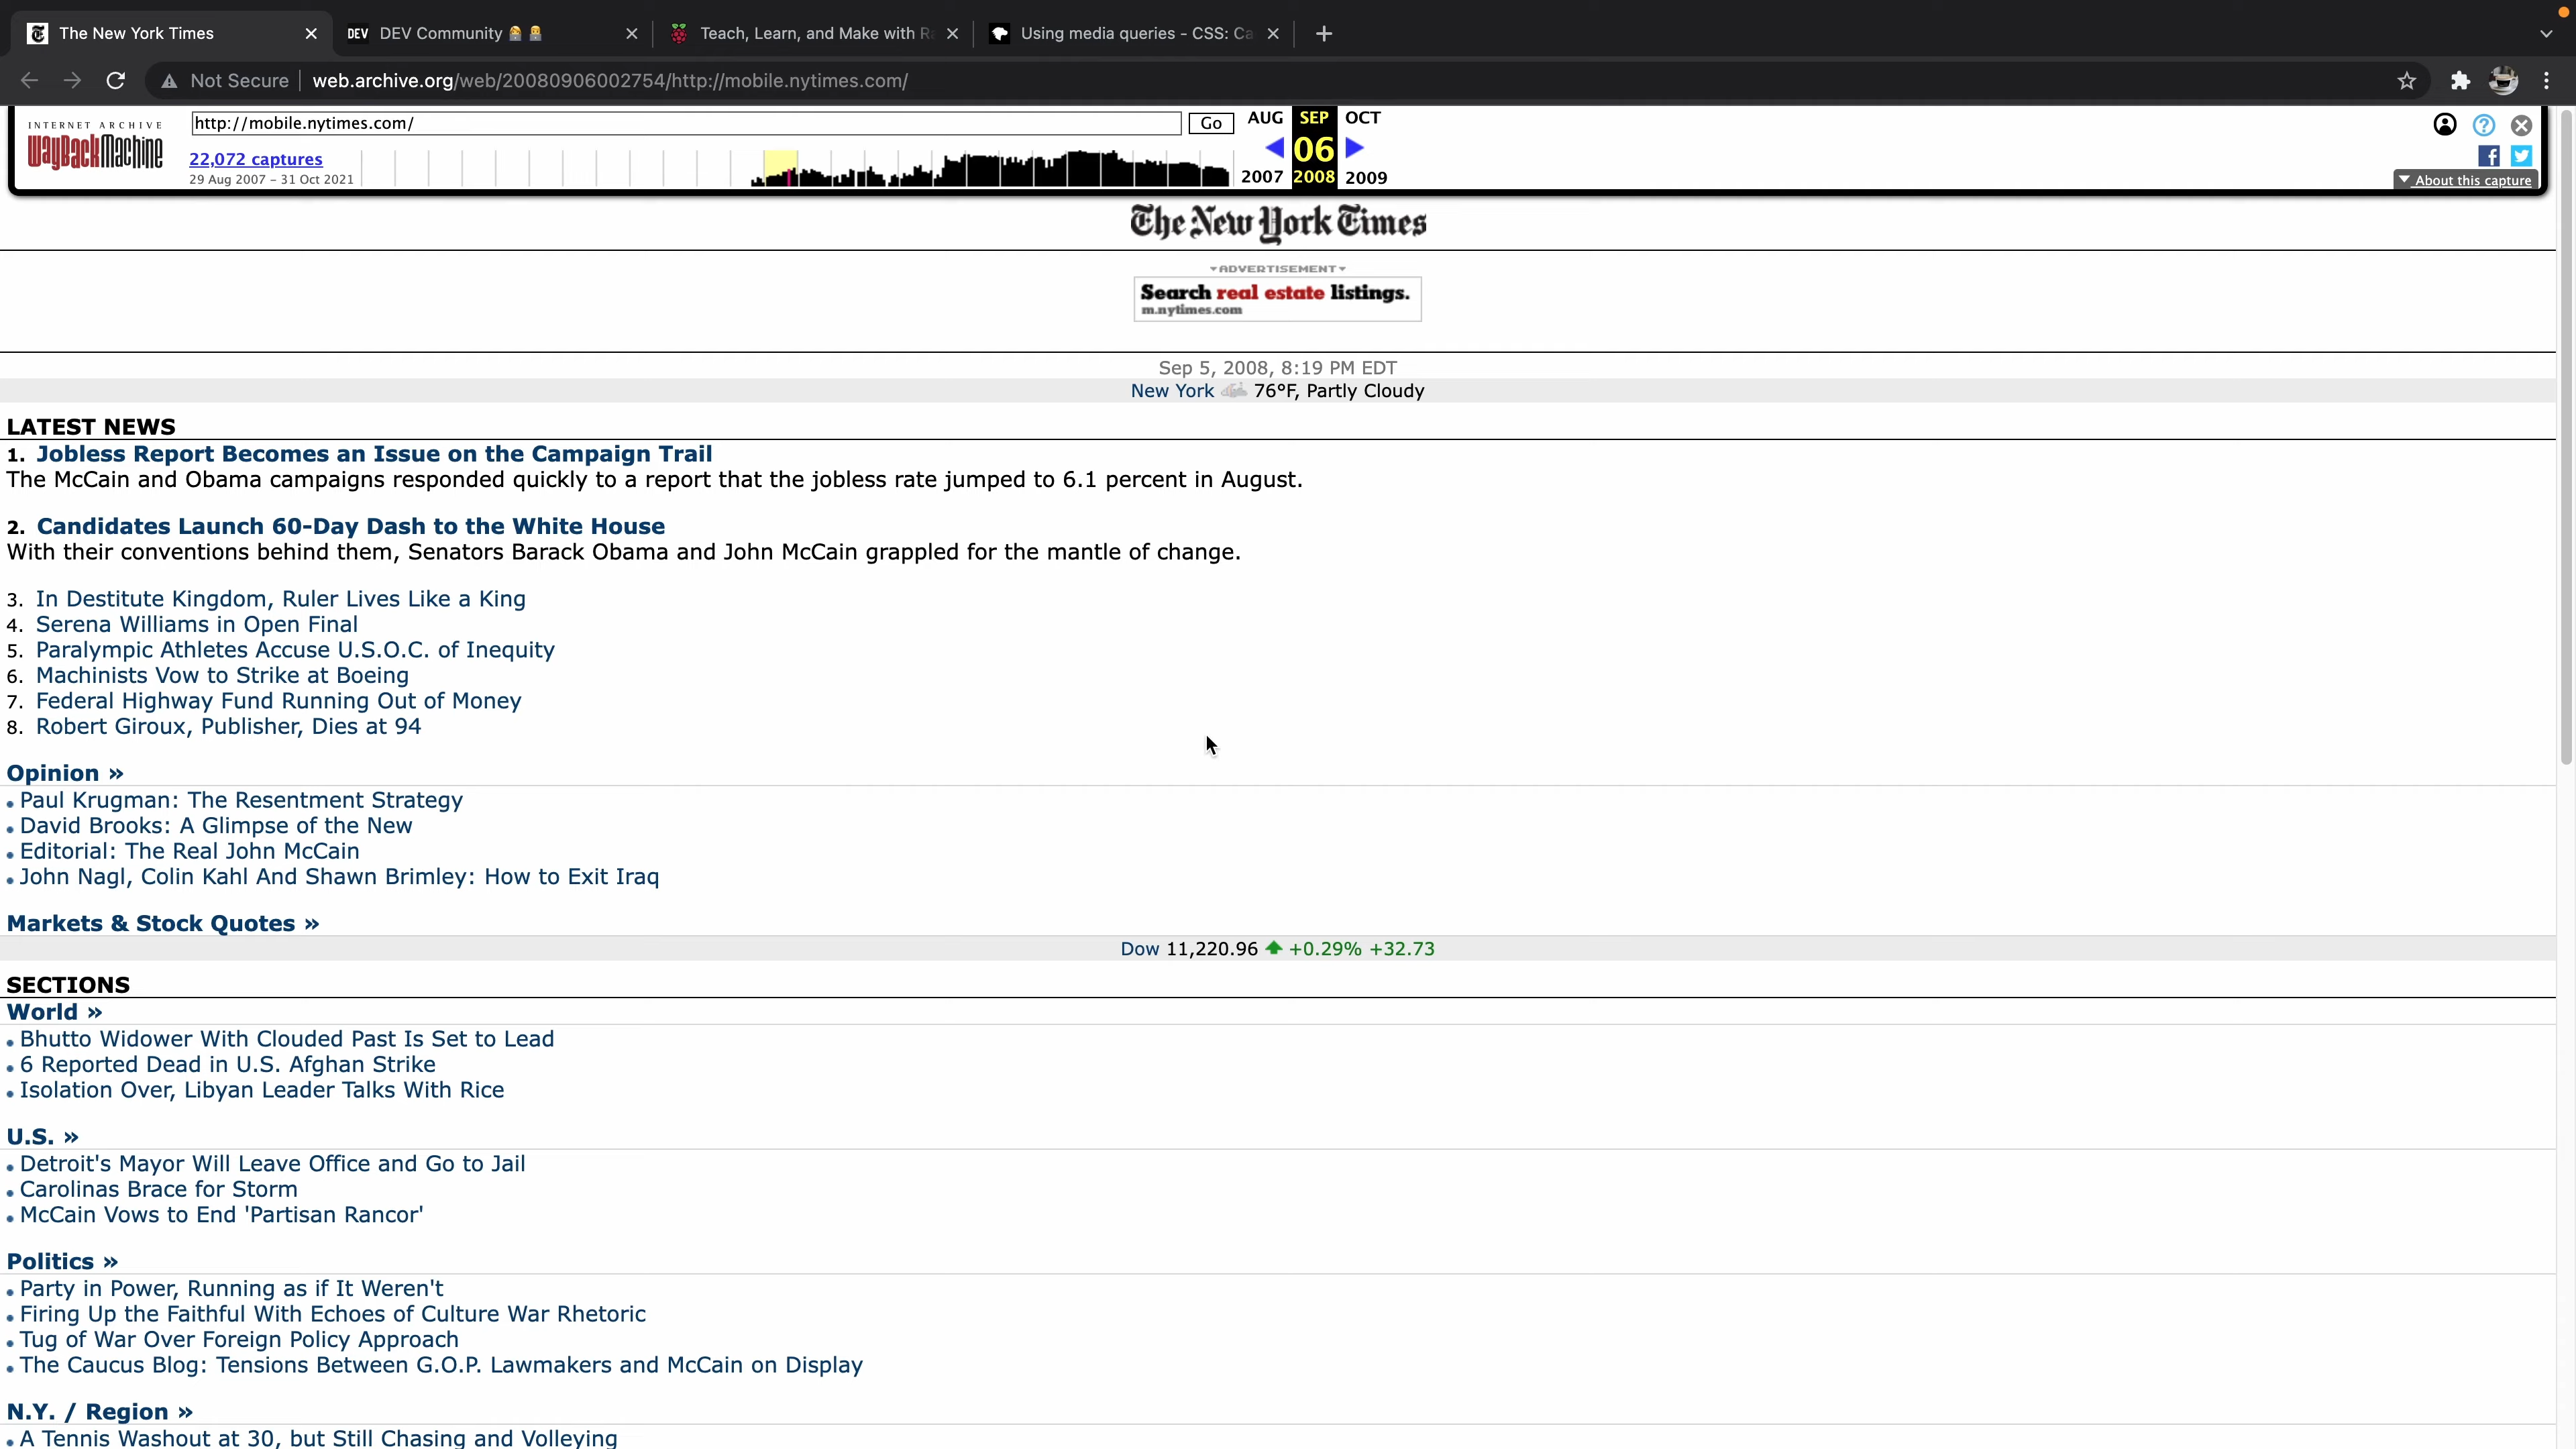 The New York Times
DEV Community
Teach, Learn, and Make with Ra
Using media queries - CSS: Ca
Not Secure
web.archive.org/web/20080906002754/http://mobile.nytimes.com/
INTERNET ARCHIVE
WayBackMachine
http://mobile.nytimes.com/
Go
AUG SEP OCT
22,072 captures
06
29 Aug 2007 – 31 Oct 2021
2007 2008 2009
About this capture
The New York Times
ADVERTISEMENT
Search real estate listings.
m.nytimes.com
Sep 5, 2008, 8:19 PM EDT
New York 76°F, Partly Cloudy
LATEST NEWS
1. Jobless Report Becomes an Issue on the Campaign Trail
The McCain and Obama campaigns responded quickly to a report that the jobless rate jumped to 6.1 percent in August.
2. Candidates Launch 60-Day Dash to the White House
With their conventions behind them, Senators Barack Obama and John McCain grappled for the mantle of change.
3. In Destitute Kingdom, Ruler Lives Like a King
4. Serena Williams in Open Final
5. Paralympic Athletes Accuse U.S.O.C. of Inequity
6. Machinists Vow to Strike at Boeing
7. Federal Highway Fund Running Out of Money
8. Robert Giroux, Publisher, Dies at 94
Opinion »
Paul Krugman: The Resentment Strategy
David Brooks: A Glimpse of the New
Editorial: The Real John McCain
John Nagl, Colin Kahl And Shawn Brimley: How to Exit Iraq
Markets & Stock Quotes »
Dow 11,220.96 +0.29% +32.73
SECTIONS
World »
Bhutto Widower With Clouded Past Is Set to Lead
6 Reported Dead in U.S. Afghan Strike
Isolation Over, Libyan Leader Talks With Rice
U.S. »
Detroit's Mayor Will Leave Office and Go to Jail
Carolinas Brace for Storm
McCain Vows to End 'Partisan Rancor'
Politics »
Party in Power, Running as if It Weren't
Firing Up the Faithful With Echoes of Culture War Rhetoric
Tug of War Over Foreign Policy Approach
The Caucus Blog: Tensions Between G.O.P. Lawmakers and McCain on Display
N.Y. / Region »
A Tennis Washout at 30, but Still Chasing and Volleying